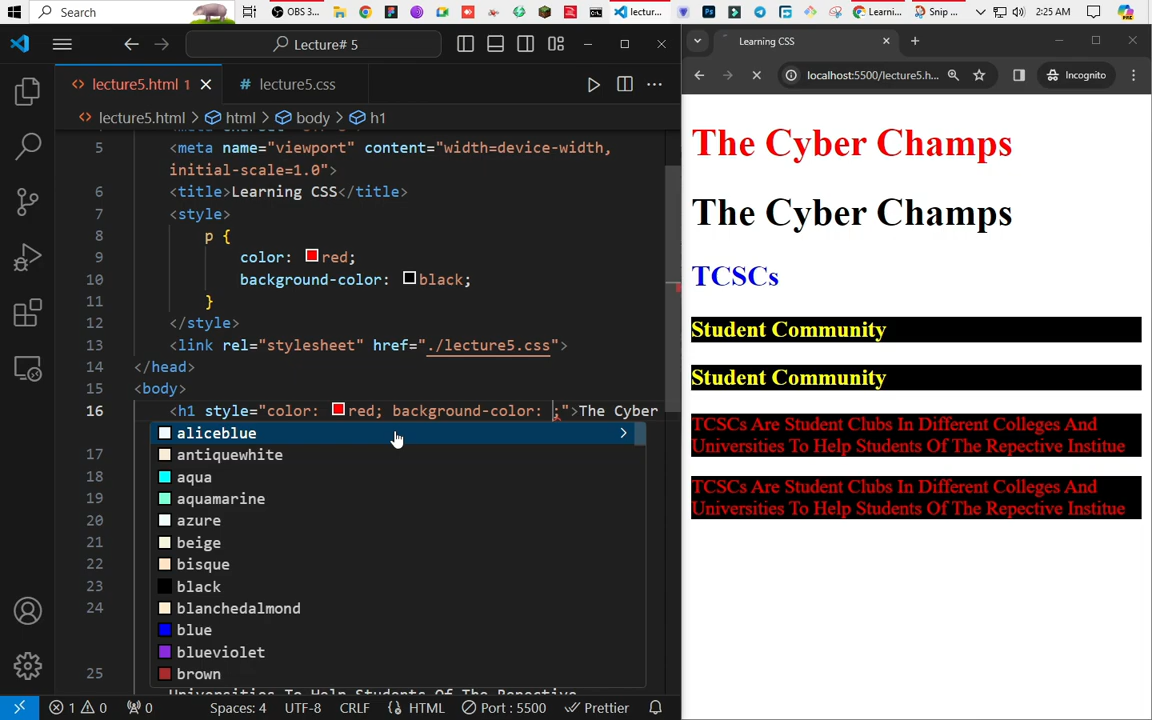 Search
OBS 3...
lectur...
Learni...
Snip ...
2:25 AM
Lecture# 5
lecture5.html 1
# lecture5.css
lecture5.html > html > body > h1
5 <meta name="viewport" content="width=device-width,
initial-scale=1.0">
6 <title>Learning CSS</title>
7 <style>
8 p {
9 color: red;
10 background-color: black;
11 }
12 </style>
13 <link rel="stylesheet" href="./lecture5.css">
14 </head>
15 <body>
16 <h1 style="color: red; background-color: ;">The Cyber
aliceblue
17 antiquewhite
18 aqua
19 aquamarine
20 azure
21 beige
22 bisque
23 black
24 blanchedalmond
blue
blueviolet
25 brown
Universities To Help Students Of The Repective
1 0
0
Spaces: 4
UTF-8
CRLF
HTML
Port : 5500
Prettier
Learning CSS
localhost:5500/lecture5.h...
Incognito
The Cyber Champs
The Cyber Champs
TCSCs
Student Community
Student Community
TCSCs Are Student Clubs In Different Colleges And
Universities To Help Students Of The Repective Institue
TCSCs Are Student Clubs In Different Colleges And
Universities To Help Students Of The Repective Institue